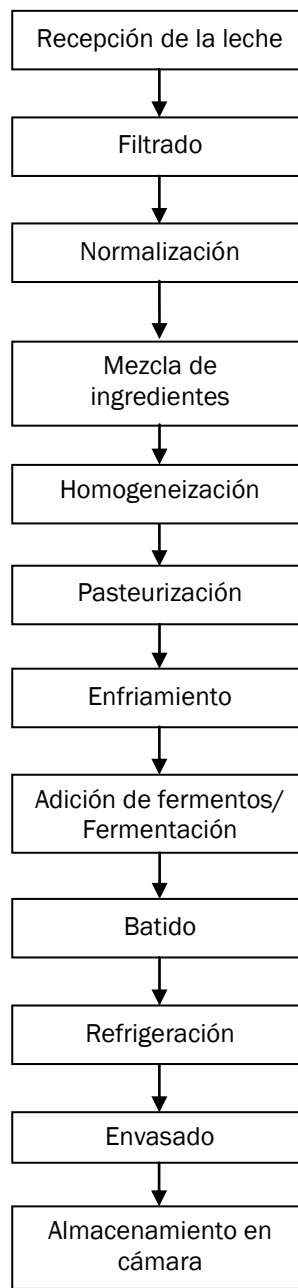 Recepción de la leche
Filtrado
Normalización
Mezcla de
ingredientes
Homogeneización
Pasteurización
Enfriamiento
Adición de fermentos/
Fermentación
Batido
Refrigeración
Envasado
Almacenamiento en
cámara